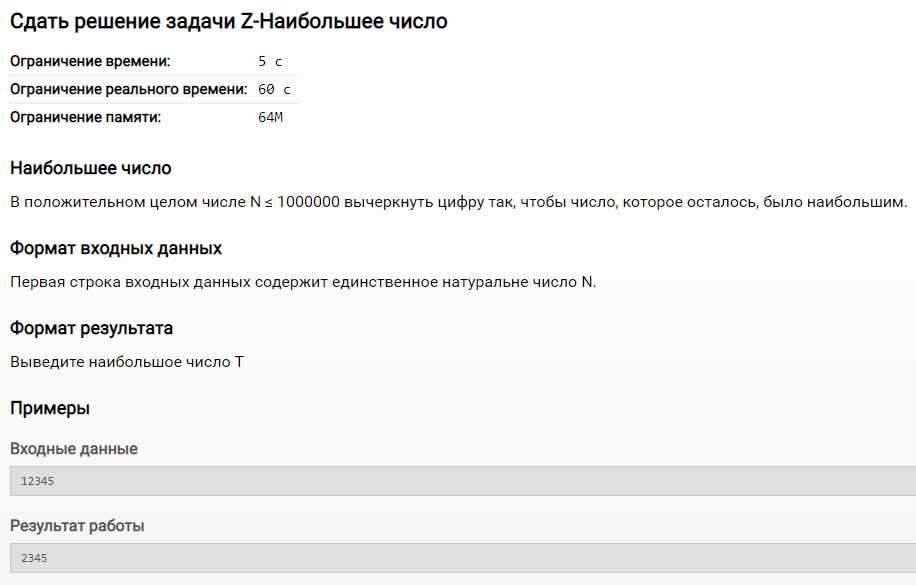 Сдать решение задачи Z-Наибольшее число
Ограничение времени: 5 с
Ограничение реального времени: 60 с
Ограничение памяти: 64M
Наибольшее число
В положительном целом числе N ≤ 1000000 вычеркнуть цифру так, чтобы число, которое осталось, было наибольшим.
Формат входных данных
Первая строка входных данных содержит единственное натуральне число N.
Формат результата
Выведите наибольшое число T
Примеры
Входные данные
12345
Результат работы
2345